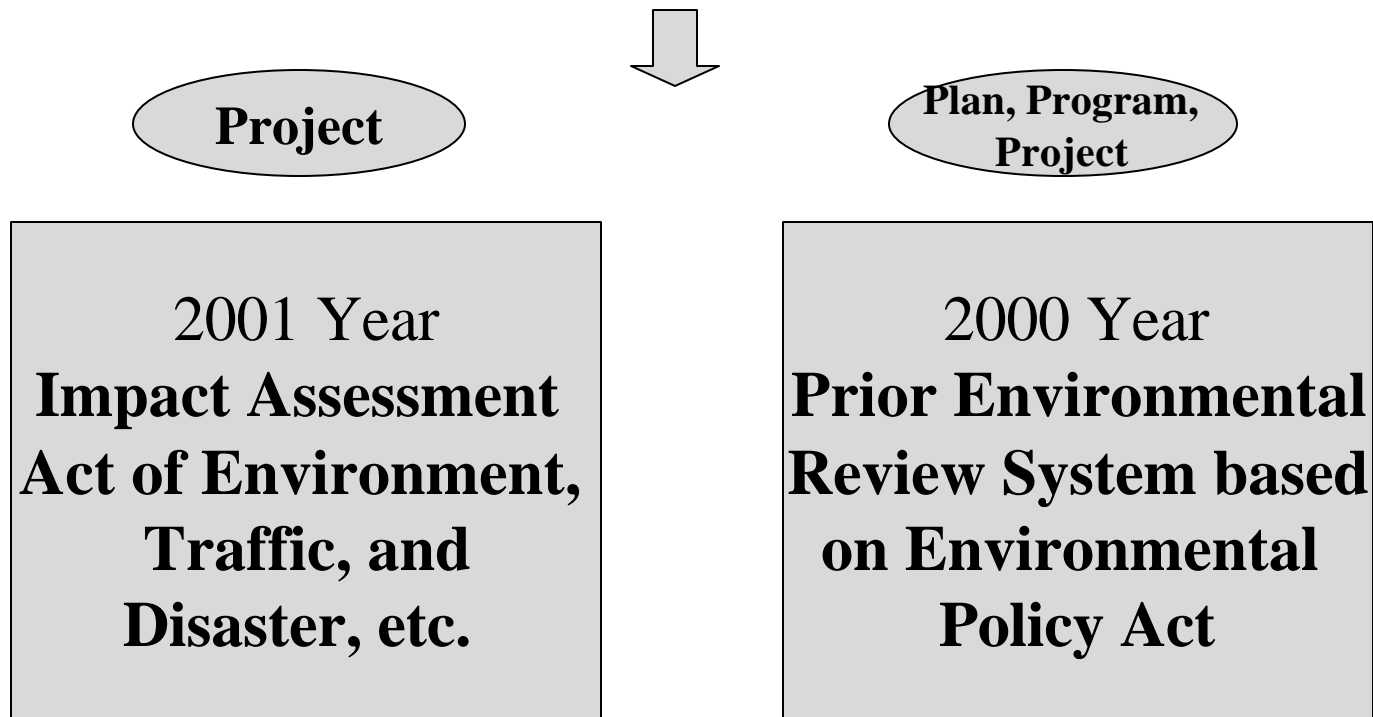 Project
Plan, Program,
Project
2001 Year
Impact Assessment
Act of Environment,
Traffic, and
Disaster, etc.
2000 Year
Prior Environmental
Review System based
on Environmental
Policy Act